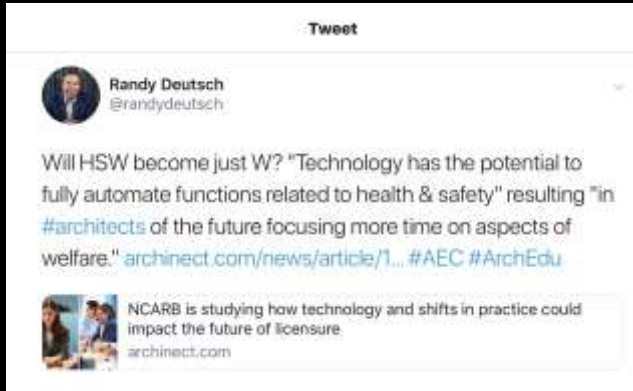 Tweet
Randy Deutsch
@randydeutsch
Will HSW become just W? "Technology has the potential to
fully automate functions related to health & safety" resulting "in
#architects of the future focusing more time on aspects of
welfare." archinect.com/news/article/1... #AEC #ArchEdu
NCARB is studying how technology and shifts in practice could
impact the future of licensure
archinect.com